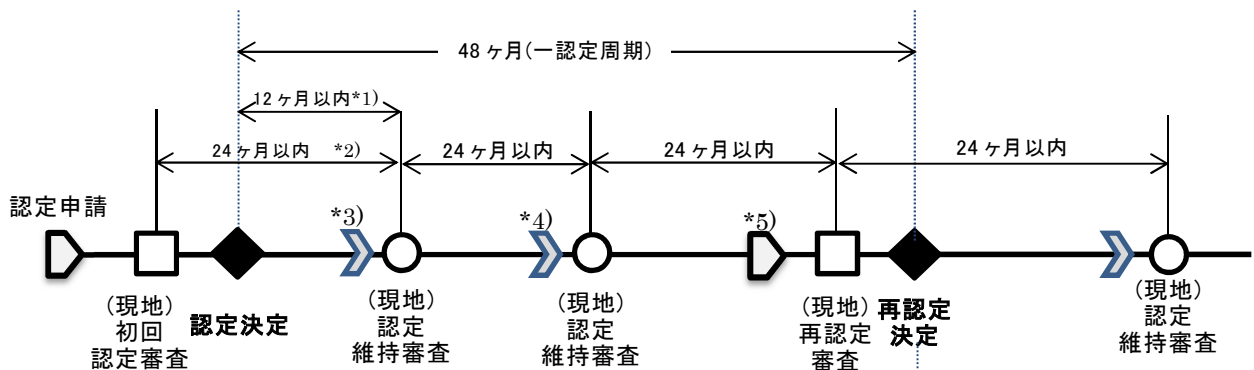 48 ヶ月(一認定周期)
12ヶ月以内*1)
24ヶ月以内 *2)
24ヶ月以内
24ヶ月以内
24ヶ月以内
認定申請
*3)
*4)
*5)
(現地)
初回
認定審査
認定決定
(現地)
認定
維持審査
(現地)
認定
維持審査
(現地)
再認定
審査
再認定
決定
(現地)
認定
維持審査